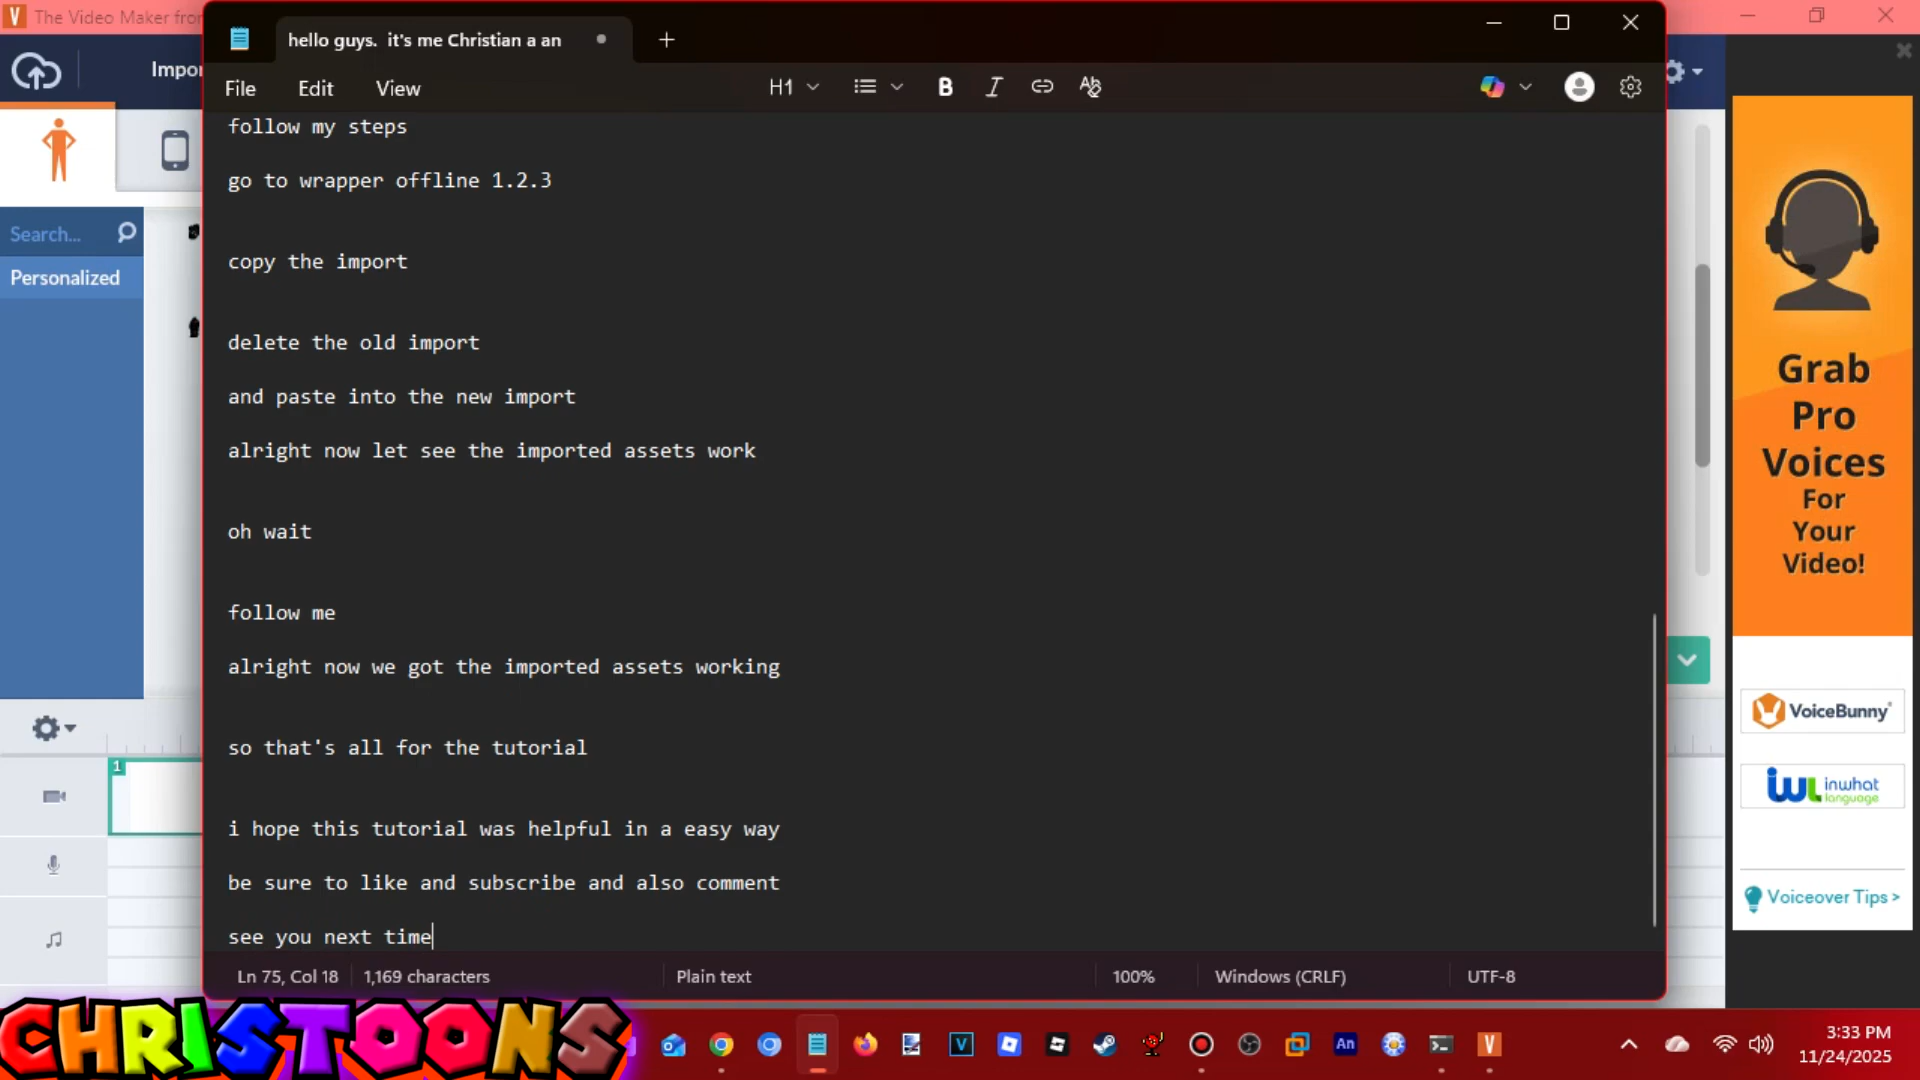 The Video Maker from
hello guys.  it's me Christian a an
File
Edit
View
H1
Search...
Personalized
follow my steps
go to wrapper offline 1.2.3
copy the import
delete the old import
and paste into the new import
alright now let see the imported assets work
oh wait
follow me
alright now we got the imported assets working
so that's all for the tutorial
i hope this tutorial was helpful in a easy way
be sure to like and subscribe and also comment
see you next time
Ln 75, Col 18
1,169 characters
Plain text
100%
Windows (CRLF)
UTF-8
1
Grab
Pro
Voices
For
Your
Video!
VoiceBunny
inwhat
language
Voiceover Tips >
CHRISTOONS
An
3:33 PM
11/24/2025